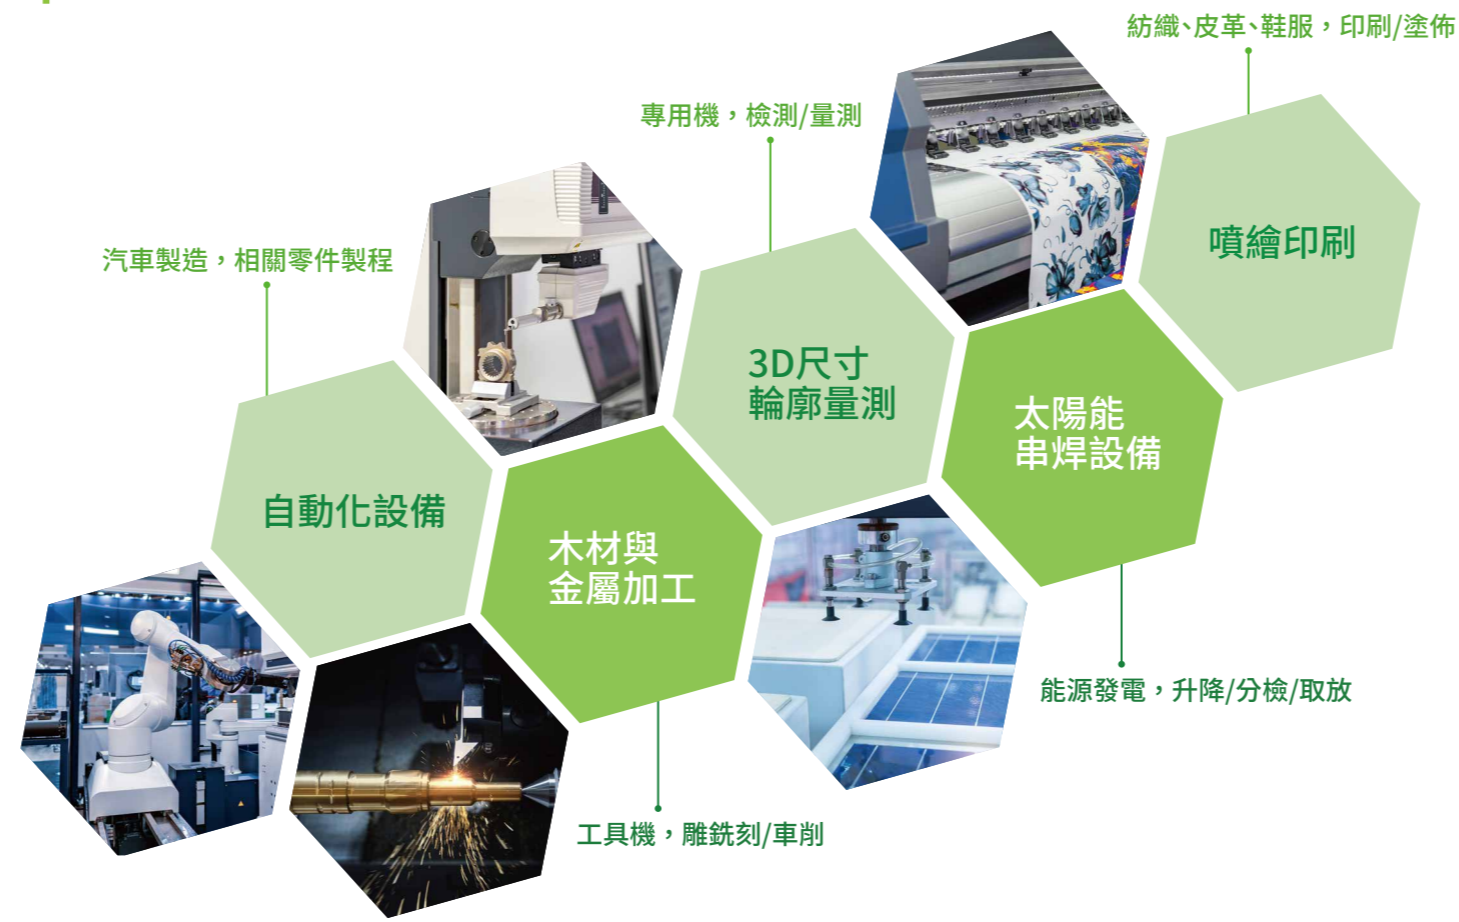 紡織、皮革、鞋服，印刷/塗佈
噴繪印刷
專用機，檢測/量測
3D尺寸
輪廓量測
太陽能
串焊設備
能源發電，升降/分檢/取放
汽車製造，相關零件製程
自動化設備
木材與
金屬加工
工具機，雕銑刻/車削